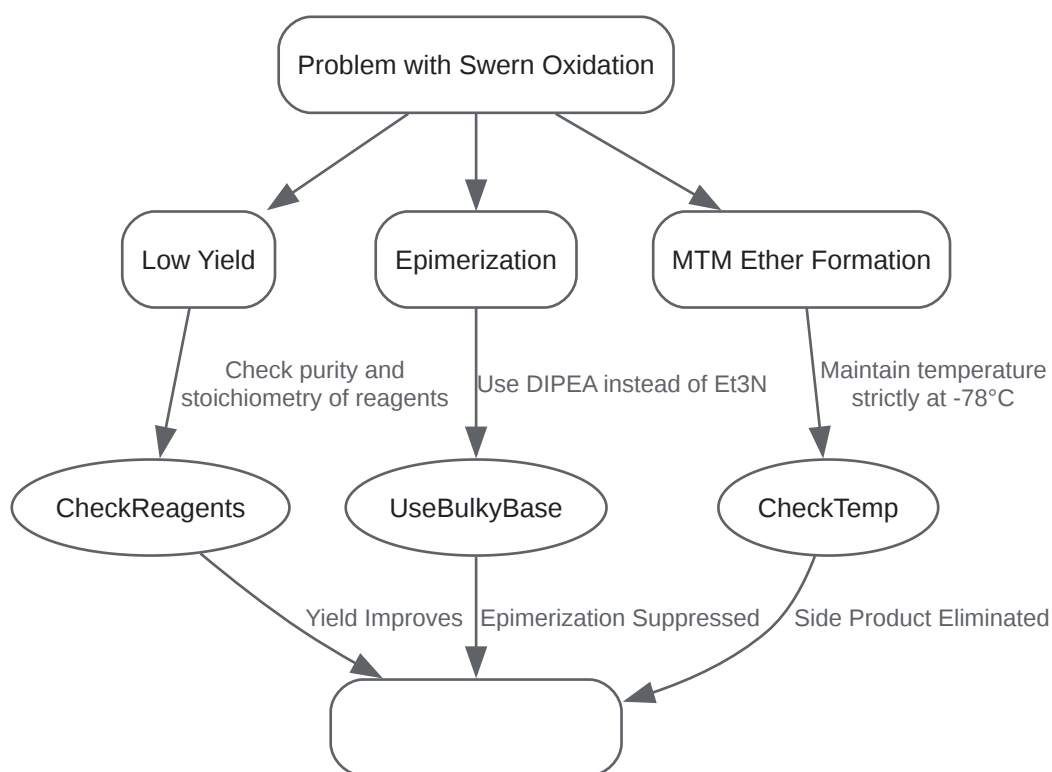 Problem with Swern Oxidation
Low Yield
Epimerization
MTM Ether Formation
Check purity and
stoichiometry of reagents
Use DIPEA instead of Et3N
Maintain temperature
strictly at -78°C
CheckReagents
UseBulkyBase
CheckTemp
Yield Improves
Epimerization Suppressed
Side Product Eliminated